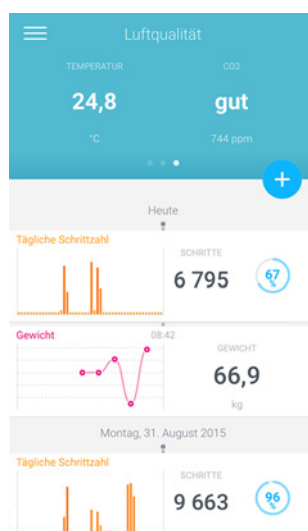 Luftqualität
TEMPERATUR CO2
24,8 gut
°C 744 ppm
+
Heute
Tägliche Schrittzahl
SCHRITTE
6 795
67
%
Gewicht 08:42
GEWICHT
66,9
kg
Montag, 31. August 2015
Tägliche Schrittzahl
SCHRITTE
9 663
96
%